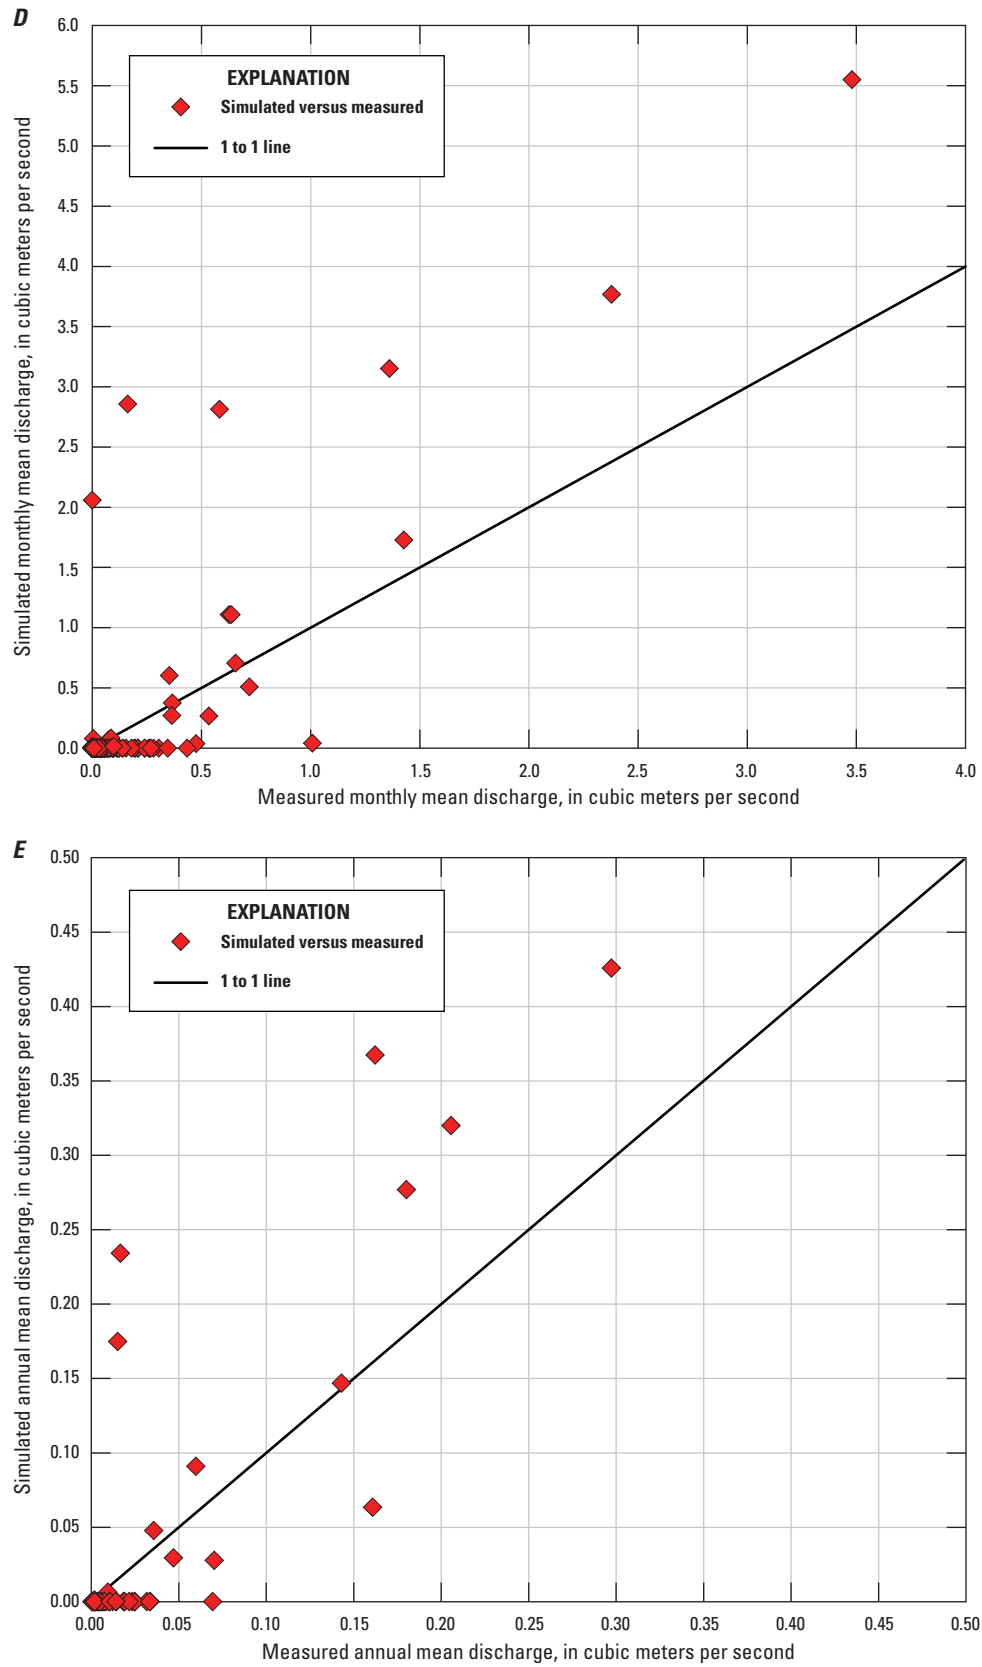 D
6.0
5.5
5.0
4.5
4.0
3.5
3.0
2.5
2.0
1.5
1.0
0.5
0.0
Simulated monthly mean discharge, in cubic meters per second
EXPLANATION
Simulated versus measured
1 to 1 line
0.0 0.5 1.0 1.5 2.0 2.5 3.0 3.5 4.0
Measured monthly mean discharge, in cubic meters per second
E
0.50
0.45
0.40
0.35
0.30
0.25
0.20
0.15
0.10
0.05
0.00
Simulated annual mean discharge, in cubic meters per second
EXPLANATION
Simulated versus measured
1 to 1 line
0.00 0.05 0.10 0.15 0.20 0.25 0.30 0.35 0.40 0.45 0.50
Measured annual mean discharge, in cubic meters per second